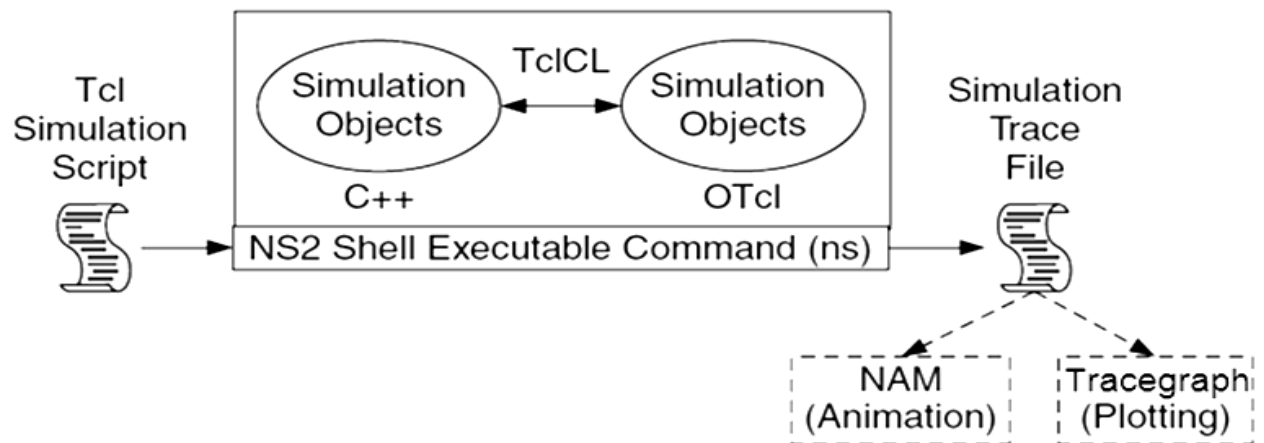 Tcl
Simulation
Script
TclCL
Simulation
Objects
Simulation
Objects
C++
OTcl
NS2 Shell Executable Command (ns)
Simulation
Trace
File
NAM
(Animation)
Tracegraph
(Plotting)